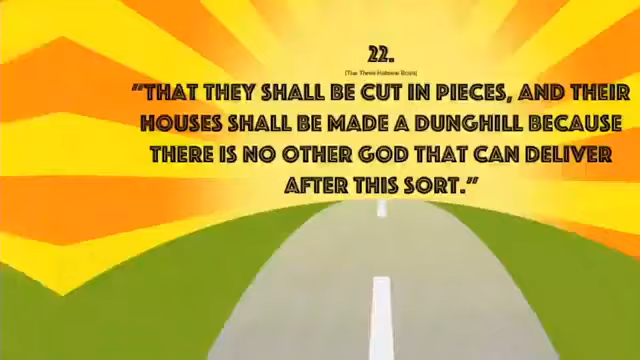 22.
(The Three Hebrew Boys)
“THAT THEY SHALL BE CUT IN PIECES, AND THEIR
HOUSES SHALL BE MADE A DUNGHILL BECAUSE
THERE IS NO OTHER GOD THAT CAN DELIVER
AFTER THIS SORT.”